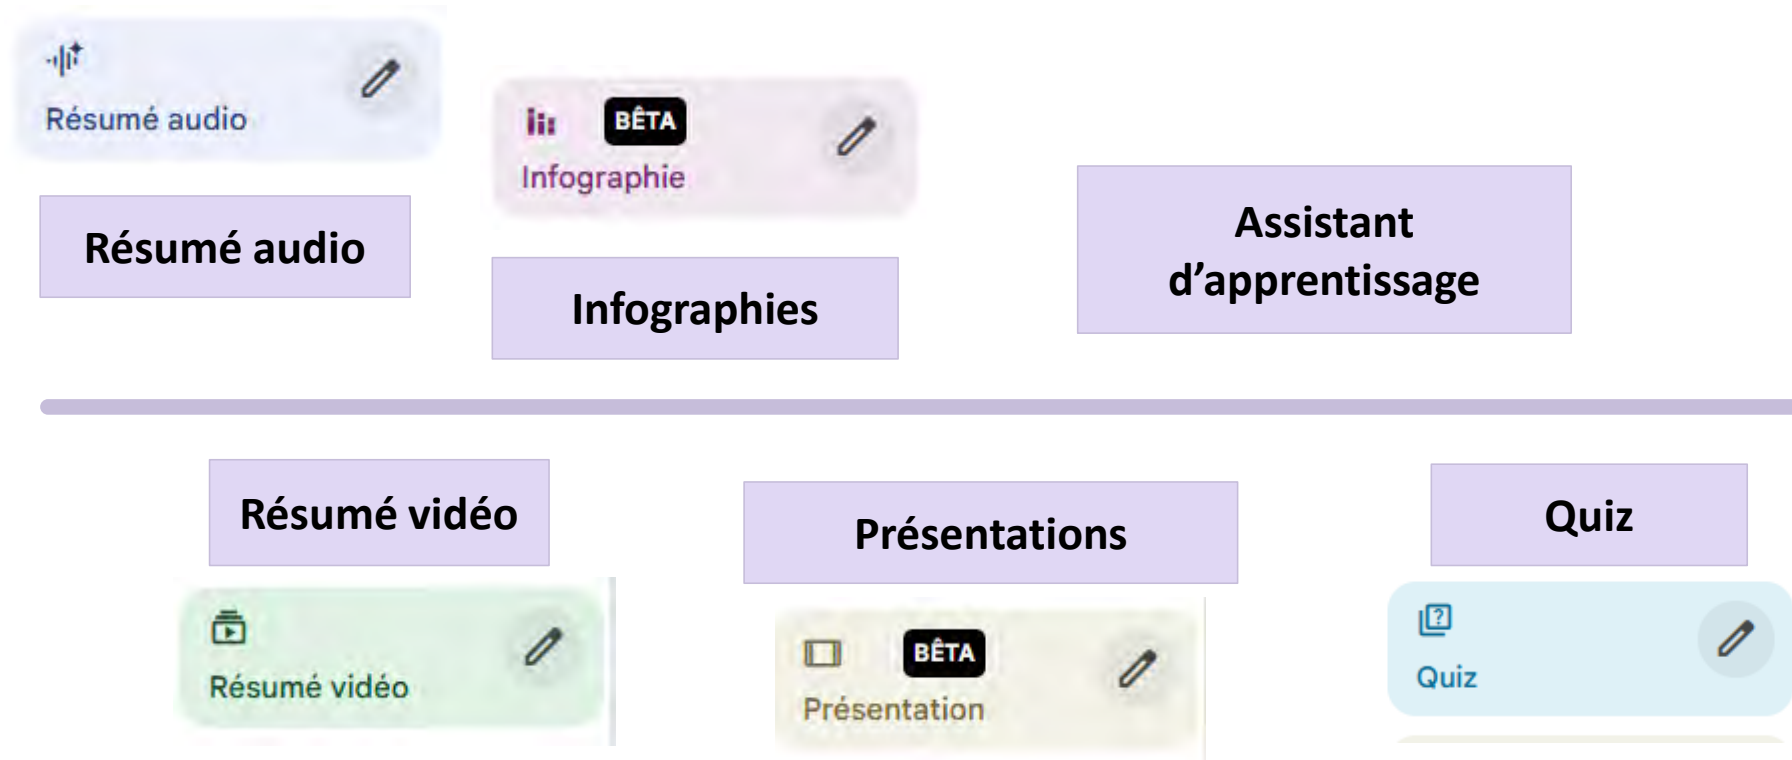 Résumé audio
BÊTA
Infographie
Résumé audio
Infographies
Assistant
d’apprentissage
Résumé vidéo
Présentations
Quiz
Résumé vidéo
BÊTA
Présentation
?
Quiz